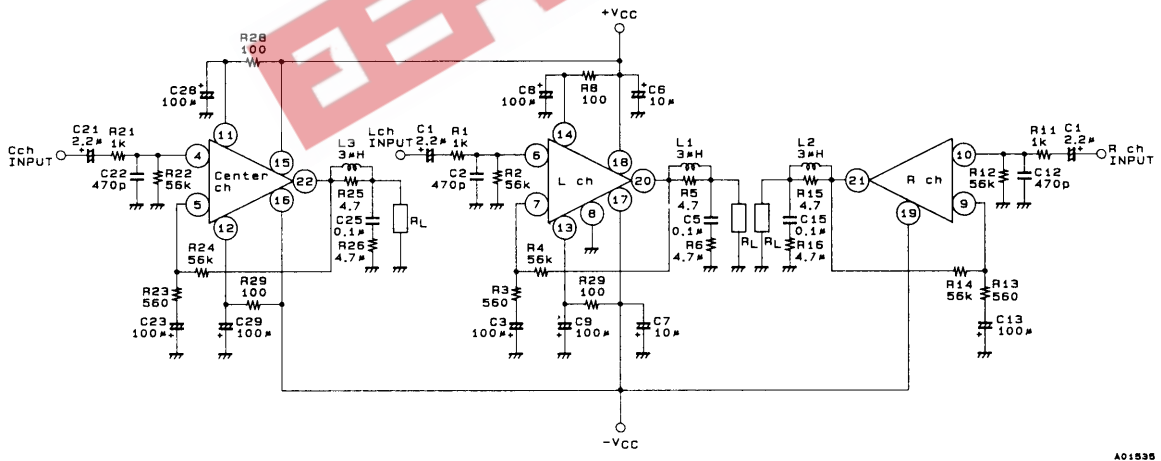 +VCC
R28
100
C28
100μ
+
11
C8
100μ
+
R8
100
+
C6
10μ
14
Cch
INPUT
C21
2.2μ
+
R21
1k
C22
470p
R22
56k
4
5
Center
ch
15
16
12
22
L3
3μH
R25
4.7
C25
0.1μ
R26
4.7μ
RL
R24
56k
R23
560
C23
100μ
+
R29
100
C29
100μ
+
Lch
INPUT
C1
2.2μ
+
R1
1k
C2
470p
R2
56k
6
7
L ch
18
17
8
13
20
L1
3μH
R5
4.7
C5
0.1μ
R6
4.7μ
RL
R4
56k
R3
560
C3
100μ
+
R29
100
C9
100μ
+
C7
10μ
+
L2
3μH
R15
4.7
C15
0.1μ
R16
4.7μ
RL
21
R ch
10
9
19
R11
1k
C1
2.2μ
+
R ch
INPUT
R12
56k
C12
470p
R14
56k
R13
560
C13
100μ
+
-VCC
A01535